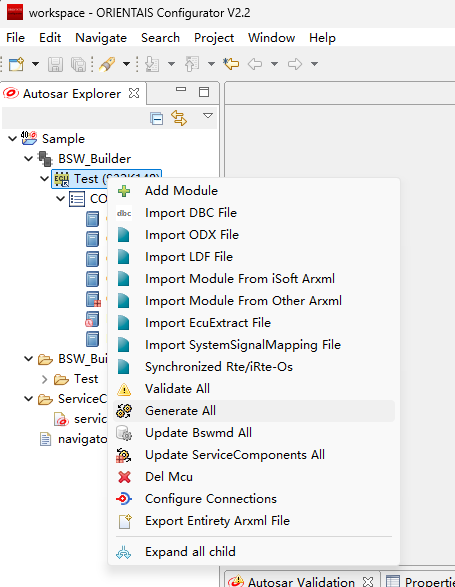 workspace - ORIENTAIS Configurator V2.2
File Edit Navigate Search Project Window Help
Autosar Explorer
Sample
BSW_Builder
Test
CO
Add Module
Import DBC File
Import ODX File
Import LDF File
Import Module From iSoft Arxml
Import Module From Other Arxml
Import EcuExtract File
Import SystemSignalMapping File
Synchronized Rte/iRte-Os
Validate All
Generate All
Update Bswmd All
Update ServiceComponents All
Del Mcu
Configure Connections
Export Entirety Arxml File
Expand all child
BSW_Bui
Test
ServiceC
servic
navigato
Autosar Validation
Propertie